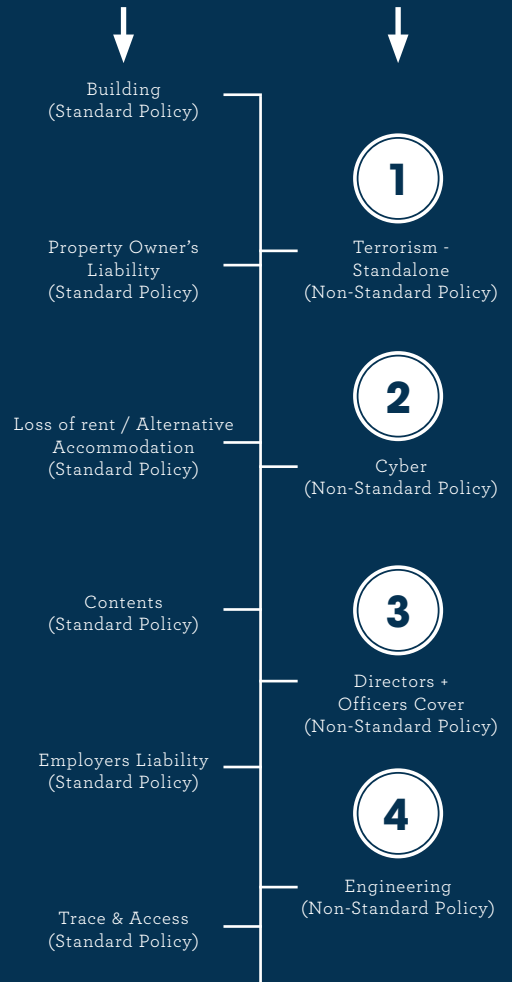 Building
(Standard Policy)
1
Property Owner's
Liability
(Standard Policy)
Terrorism -
Standalone
(Non-Standard Policy)
2
Loss of rent / Alternative
Accommodation
(Standard Policy)
Cyber
(Non-Standard Policy)
3
Contents
(Standard Policy)
Directors +
Officers Cover
(Non-Standard Policy)
Employers Liability
(Standard Policy)
4
Engineering
(Non-Standard Policy)
Trace & Access
(Standard Policy)